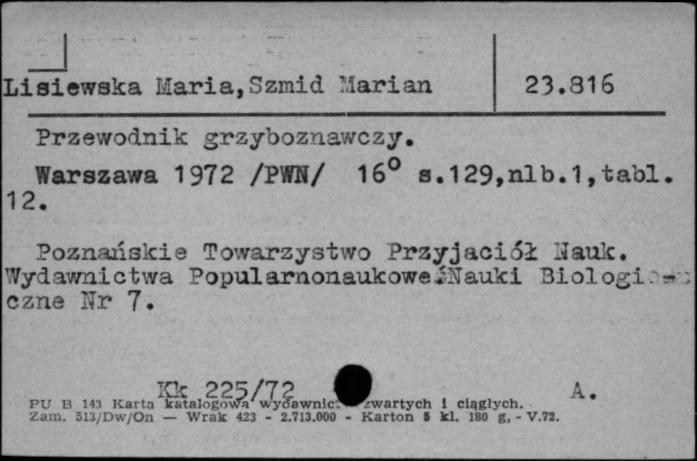 Lisiewska Maria,Szmid Marian 23.816
Przewodnik grzyboznawczy.
Warszawa 1972 /PWN/ 16° s.129,nlb.1,tabl.
12.
Poznańskie Towarzystwo Przyjaciół Nauk.
Wydawnictwa Popularnonaukowe.Nauki Biologi-
czne Nr 7.
Kk 225/72 A.
PU B 143 Karta katalogowa wydawnict zwartych i ciągłych.
Zam. 513/Dw/On — Wrak 423 - 2.713.000 - Karton 5 kl. 180 g, - V.72.